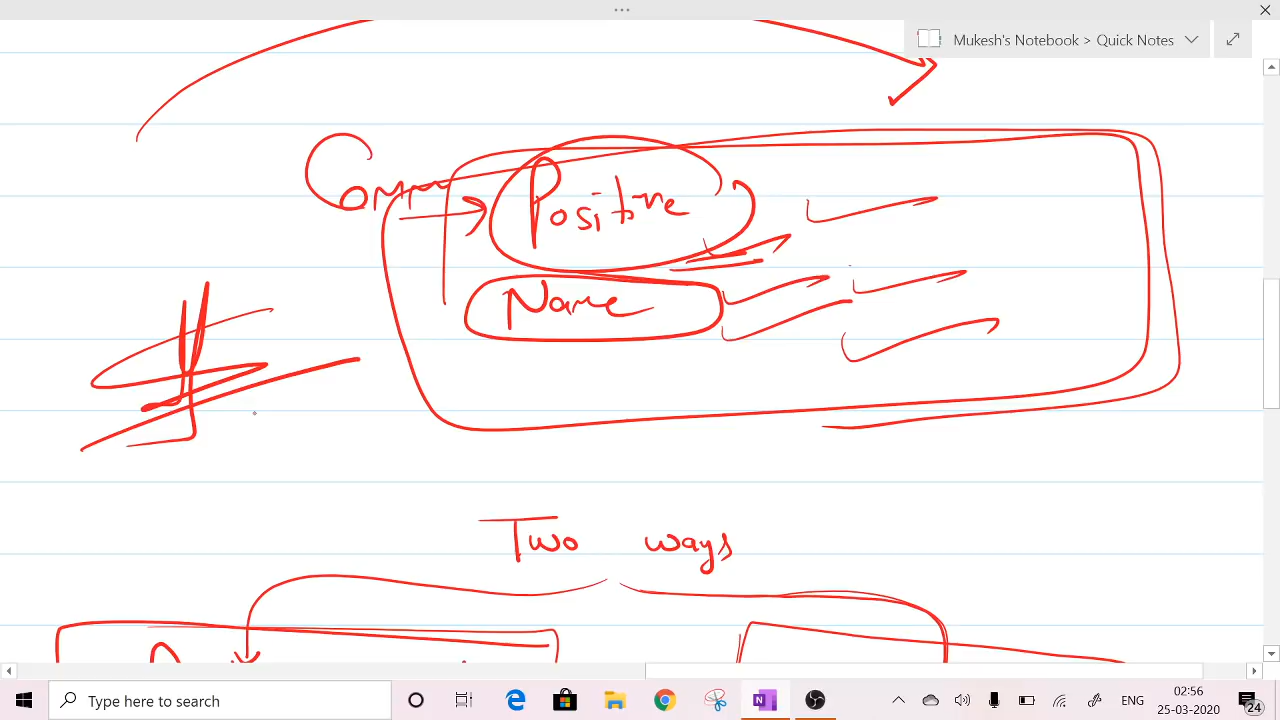 Mukesh's Notebook > Quick Notes
Comm
Positive
Name
Two ways
Type here to search
ENG
02:56
25-03-2020
24